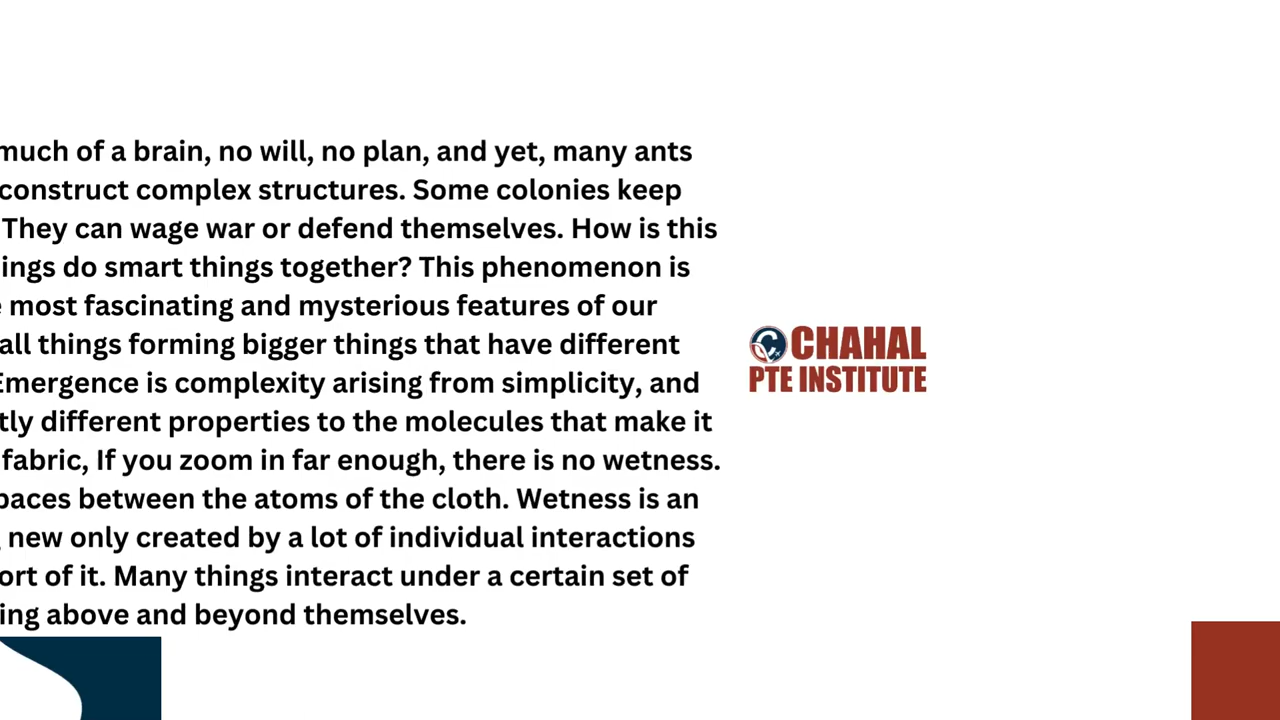 much of a brain, no will, no plan, and yet, many ants
construct complex structures. Some colonies keep
They can wage war or defend themselves. How is this
ings do smart things together? This phenomenon is
most fascinating and mysterious features of our
all things forming bigger things that have different
Emergence is complexity arising from simplicity, and
tly different properties to the molecules that make it
fabric, If you zoom in far enough, there is no wetness.
paces between the atoms of the cloth. Wetness is an
new only created by a lot of individual interactions
ort of it. Many things interact under a certain set of
ing above and beyond themselves.
CHAHAL
PTE INSTITUTE